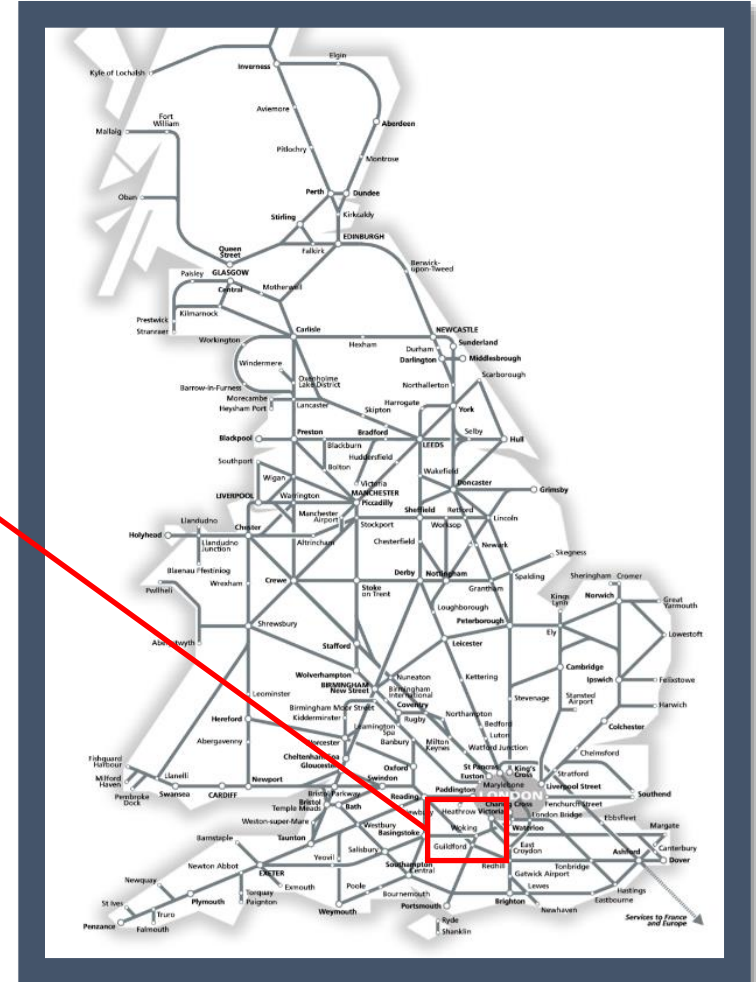 Elgin
Inverness
Kyle of Lochalsh
Aviemore
Fort
William
Mallaig
Aberdeen
Pitlochry
Montrose
Perth
Dundee
Oban
Stirling
Kirkcaldy
EDINBURGH
Queen
Street
Falkirk
Berwick-
upon-Tweed
Paisley
GLASGOW
Central
Motherwell
Prestwick
Kilmarnock
Stranraer
Carlisle
NEWCASTLE
Workington
Hexham
Sunderland
Durham
Darlington
Middlesbrough
Windermere
Scarborough
Oxenholme
Lake District
Northallerton
Barrow-in-Furness
Morecambe
Heysham Port
Lancaster
Harrogate
Skipton
York
Blackpool
Preston
Bradford
Selby
Hull
Blackburn
LEEDS
Huddersfield
Southport
Bolton
Wakefield
Wigan
Victoria
Doncaster
MANCHESTER
Piccadilly
Grimsby
LIVERPOOL
Warrington
Manchester
Airport
Sheffield
Retford
Lincoln
Llandudno
Chester
Stockport
Worksop
Holyhead
Llandudno
Junction
Altrincham
Chesterfield
Newark
Skegness
Blaenau Ffestiniog
Derby
Nottingham
Spalding
Sheringham
Cromer
Pwllheli
Wrexham
Crewe
Stoke
on Trent
Grantham
Kings
Lynn
Norwich
Great
Yarmouth
Loughborough
Peterborough
Shrewsbury
Ely
Lowestoft
Stafford
Leicester
Cambridge
Wolverhampton
Nuneaton
Kettering
Ipswich
Felixstowe
BIRMINGHAM
New Street
Birmingham
International
Stansted
Airport
Leominster
Stevenage
Harwich
Birmingham Moor Street
Coventry
Northampton
Hereford
Kidderminster
Rugby
Bedford
Colchester
Leamington
Spa
Luton
Abergavenny
Worcester
Banbury
Milton
Keynes
Watford Junction
Chelmsford
Fishguard
Harbour
Cheltenham Spa
Gloucester
Oxford
St Pancras
King's
Cross
Euston
Stratford
Milford
Haven
Llanelli
Newport
Swindon
Marylebone
Liverpool Street
Pembroke
Dock
Swansea
CARDIFF
Bristol Parkway
Paddington
LONDON
Southend
Bristol
Temple Meads
Bath
Reading
Charing Cross
Fenchurch Street
Heathrow
Victoria
London Bridge
Ebbsfleet
Weston-super-Mare
Westbury
Woking
Waterloo
Margate
Barnstaple
Taunton
Basingstoke
East
Croydon
Canterbury
Salisbury
Guildford
Ashford
Dover
Yeovil
Redhill
Tonbridge
Newton Abbot
EXETER
Southampton
Central
Gatwick Airport
Newquay
Exmouth
Poole
Lewes
Hastings
Torquay
Paignton
Bournemouth
Eastbourne
St Ives
Plymouth
Weymouth
Portsmouth
Brighton
Newhaven
Truro
Ryde
Services to France
and Europe
Penzance
Falmouth
Shanklin